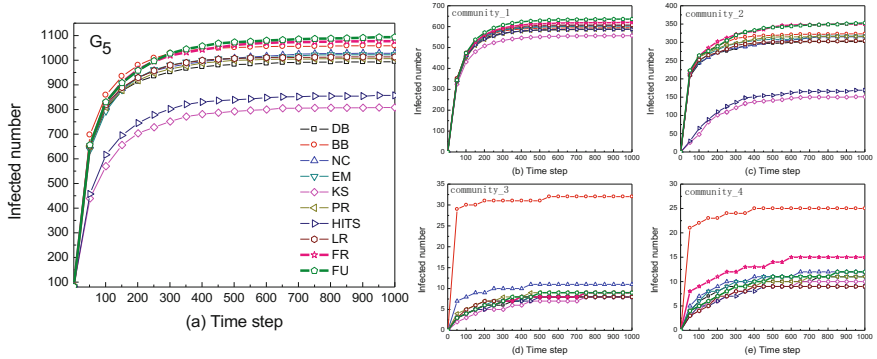 G5
Infected number
1100
1000
900
800
700
600
500
400
300
200
100
100 200 300 400 500 600 700 800 900 1000
(a) Time step
DB
BB
NC
EM
KS
PR
HITS
LR
FR
FU
community_1
Infected number
700
600
500
400
300
200
100
0
0 100 200 300 400 500 600 700 800 900 1000
(b) Time step
community_2
Infected number
400
350
300
250
200
150
100
50
0
0 100 200 300 400 500 600 700 800 900 1000
(c) Time step
community_3
Infected number
35
30
25
20
15
10
5
0
0 100 200 300 400 500 600 700 800 900 1000
(d) Time step
community_4
Infected number
30
25
20
15
10
5
0
0 100 200 300 400 500 600 700 800 900 1000
(e) Time step